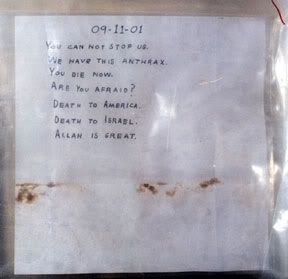 09-11-01
YOU CAN NOT STOP US.
WE HAVE THIS ANTHRAX.
YOU DIE NOW.
ARE YOU AFRAID?
DEATH TO AMERICA.
DEATH TO ISRAEL.
ALLAH IS GREAT.